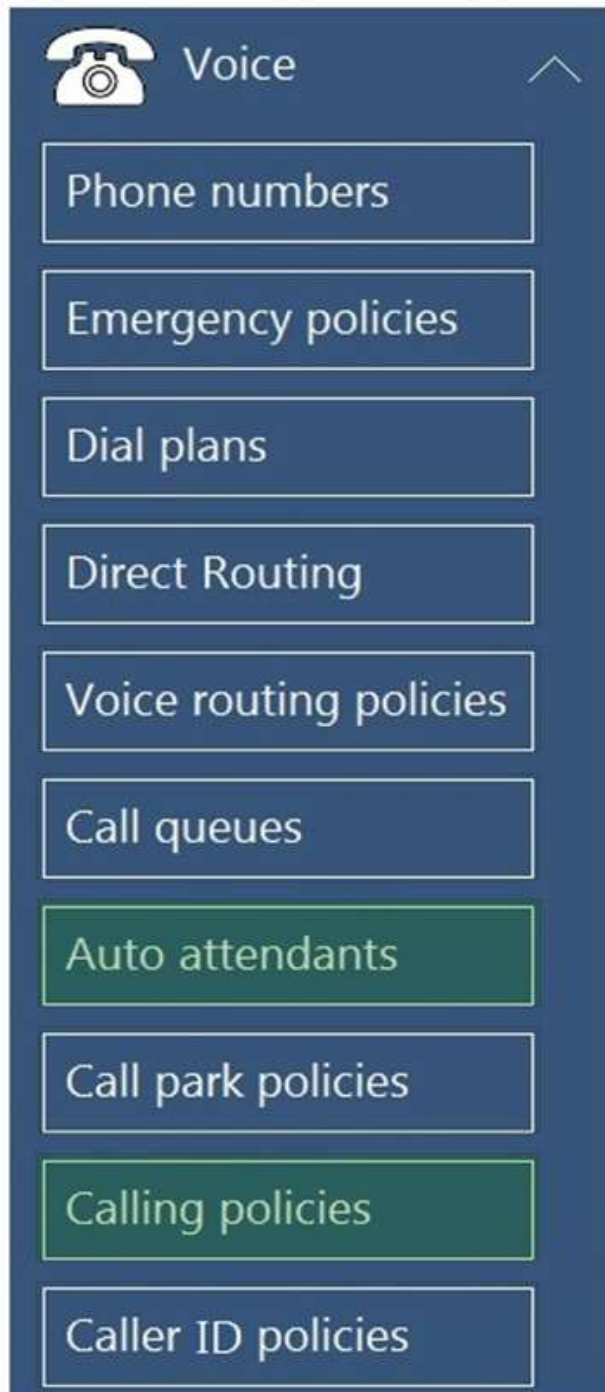 Voice
Phone numbers
Emergency policies
Dial plans
Direct Routing
Voice routing policies
Call queues
Auto attendants
Call park policies
Calling policies
Caller ID policies